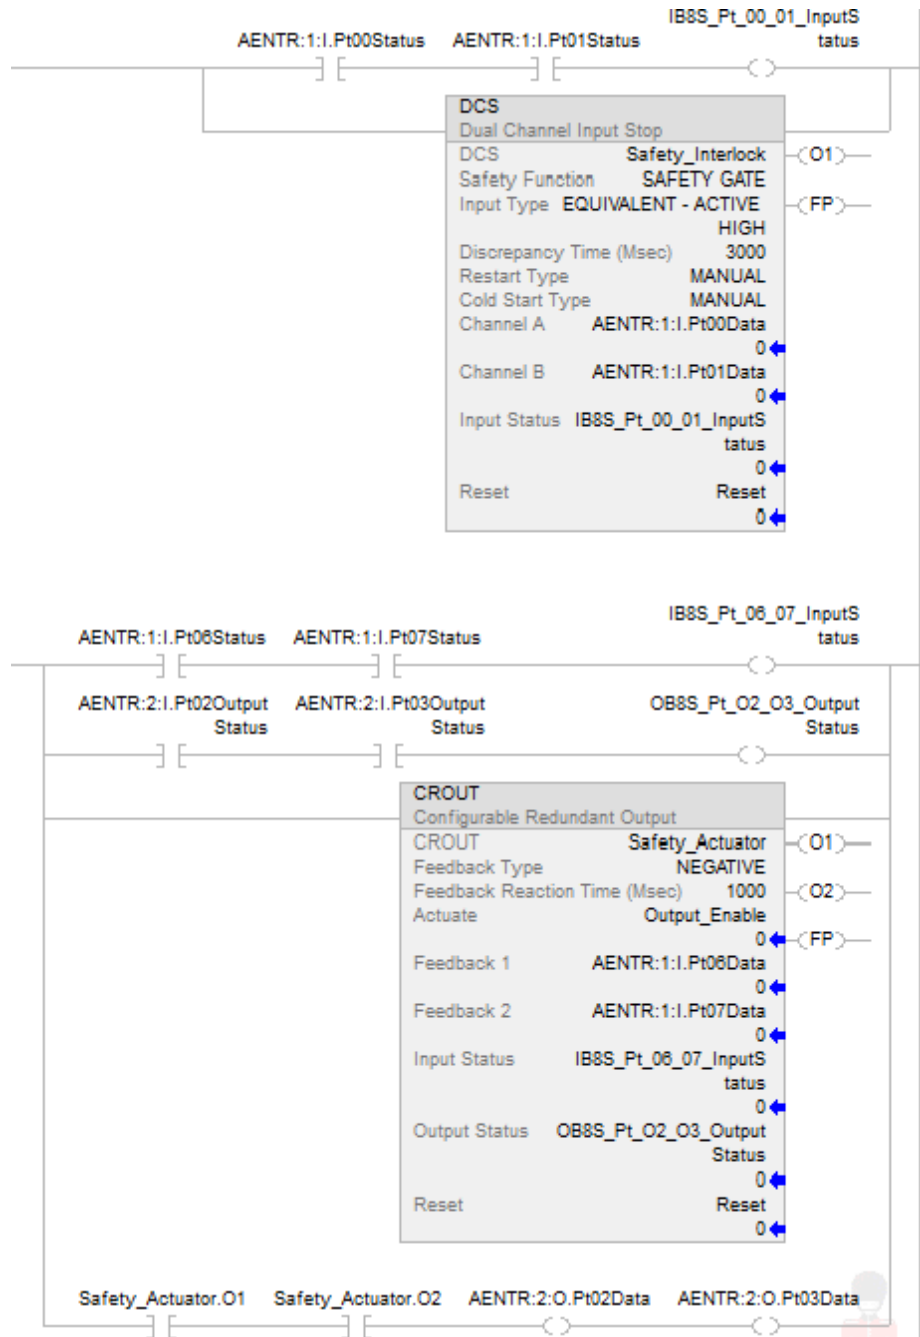 IB8S_Pt_00_01_InputS
AENTR:1:I.Pt00Status AENTR:1:I.Pt01Status tatus
DCS
Dual Channel Input Stop
DCS Safety_Interlock O1
Safety Function SAFETY GATE
Input Type EQUIVALENT - ACTIVE FP
HIGH
Discrepancy Time (Msec) 3000
Restart Type MANUAL
Cold Start Type MANUAL
Channel A AENTR:1:I.Pt00Data
0
Channel B AENTR:1:I.Pt01Data
0
Input Status IB8S_Pt_00_01_InputS
tatus
0
Reset Reset
0
IB8S_Pt_06_07_InputS
AENTR:1:I.Pt06Status AENTR:1:I.Pt07Status tatus
AENTR:2:I.Pt02Output AENTR:2:I.Pt03Output OB8S_Pt_O2_O3_Output
Status Status Status
CROUT
Configurable Redundant Output
CROUT Safety_Actuator O1
Feedback Type NEGATIVE
Feedback Reaction Time (Msec) 1000 O2
Actuate Output_Enable
0 FP
Feedback 1 AENTR:1:I.Pt06Data
0
Feedback 2 AENTR:1:I.Pt07Data
0
Input Status IB8S_Pt_06_07_InputS
tatus
0
Output Status OB8S_Pt_O2_O3_Output
Status
0
Reset Reset
0
Safety_Actuator.O1 Safety_Actuator.O2 AENTR:2:O.Pt02Data AENTR:2:O.Pt03Data